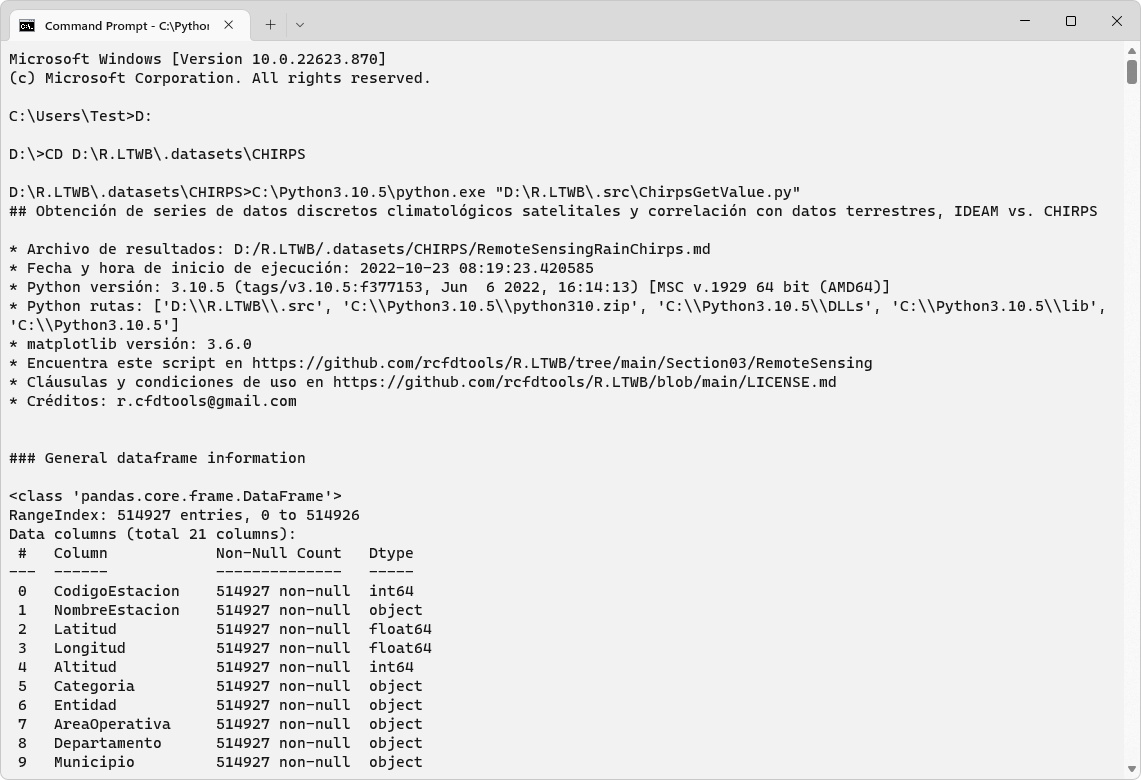 Command Prompt - C:\Python
Microsoft Windows [Version 10.0.22623.870]
(c) Microsoft Corporation. All rights reserved.
C:\Users\Test>D:
D:\>CD D:\R.LTWB\.datasets\CHIRPS
D:\R.LTWB\.datasets\CHIRPS>C:\Python3.10.5\python.exe "D:\R.LTWB\.src\ChirpsGetValue.py"
## Obtención de series de datos discretos climatológicos satelitales y correlación con datos terrestres, IDEAM vs. CHIRPS
* Archivo de resultados: D:/R.LTWB/.datasets/CHIRPS/RemoteSensingRainChirps.md
* Fecha y hora de inicio de ejecución: 2022-10-23 08:19:23.420585
* Python versión: 3.10.5 (tags/v3.10.5:f377153, Jun  6 2022, 16:14:13) [MSC v.1929 64 bit (AMD64)]
* Python rutas: ['D:\\R.LTWB\\.src', 'C:\\Python3.10.5\\python310.zip', 'C:\\Python3.10.5\\DLLs', 'C:\\Python3.10.5\\lib',
'C:\\Python3.10.5']
* matplotlib versión: 3.6.0
* Encuentra este script en https://github.com/rcfdtools/R.LTWB/tree/main/Section03/RemoteSensing
* Cláusulas y condiciones de uso en https://github.com/rcfdtools/R.LTWB/blob/main/LICENSE.md
* Créditos: r.cfdtools@gmail.com
### General dataframe information
<class 'pandas.core.frame.DataFrame'>
RangeIndex: 514927 entries, 0 to 514926
Data columns (total 21 columns):
 #   Column            Non-Null Count   Dtype
---  ------            --------------   -----
 0   CodigoEstacion    514927 non-null  int64
 1   NombreEstacion    514927 non-null  object
 2   Latitud           514927 non-null  float64
 3   Longitud          514927 non-null  float64
 4   Altitud           514927 non-null  int64
 5   Categoria         514927 non-null  object
 6   Entidad           514927 non-null  object
 7   AreaOperativa     514927 non-null  object
 8   Departamento      514927 non-null  object
 9   Municipio         514927 non-null  object